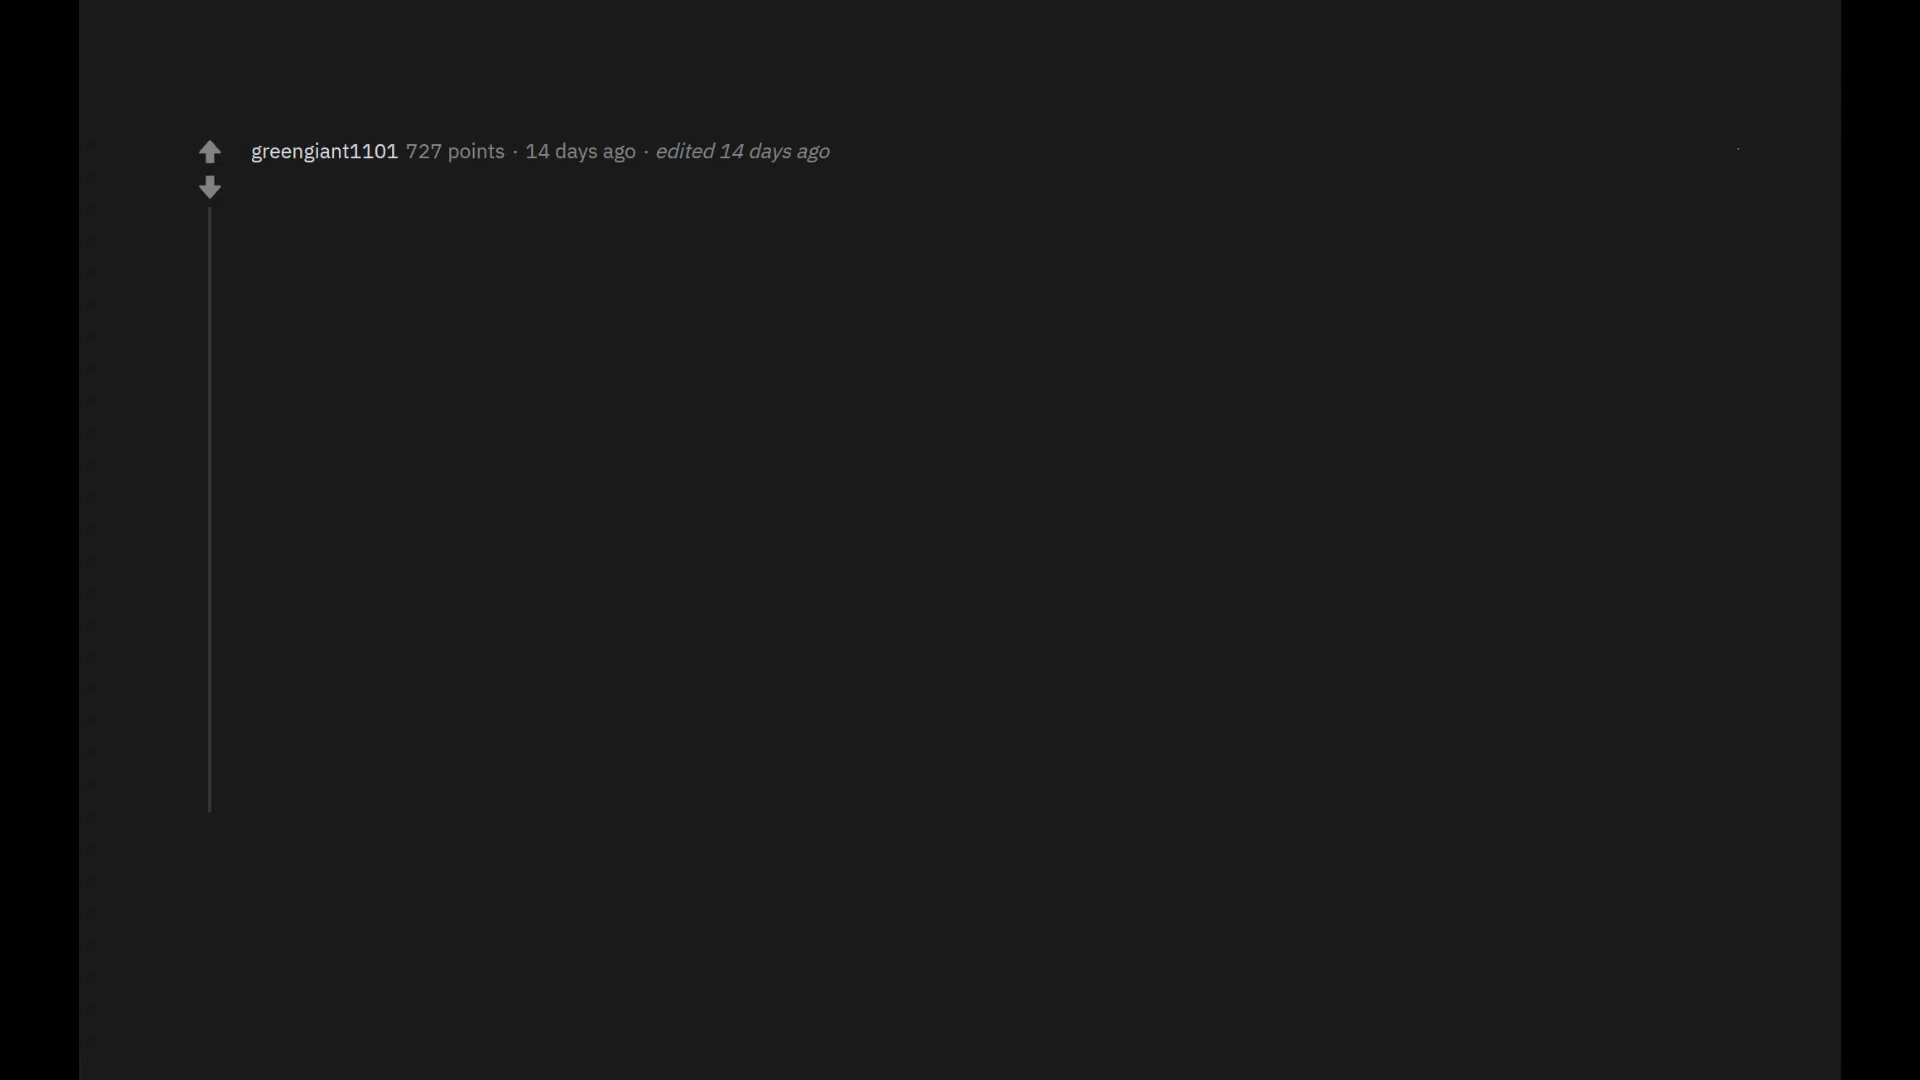 greengiant1101 727 points · 14 days ago · edited 14 days ago